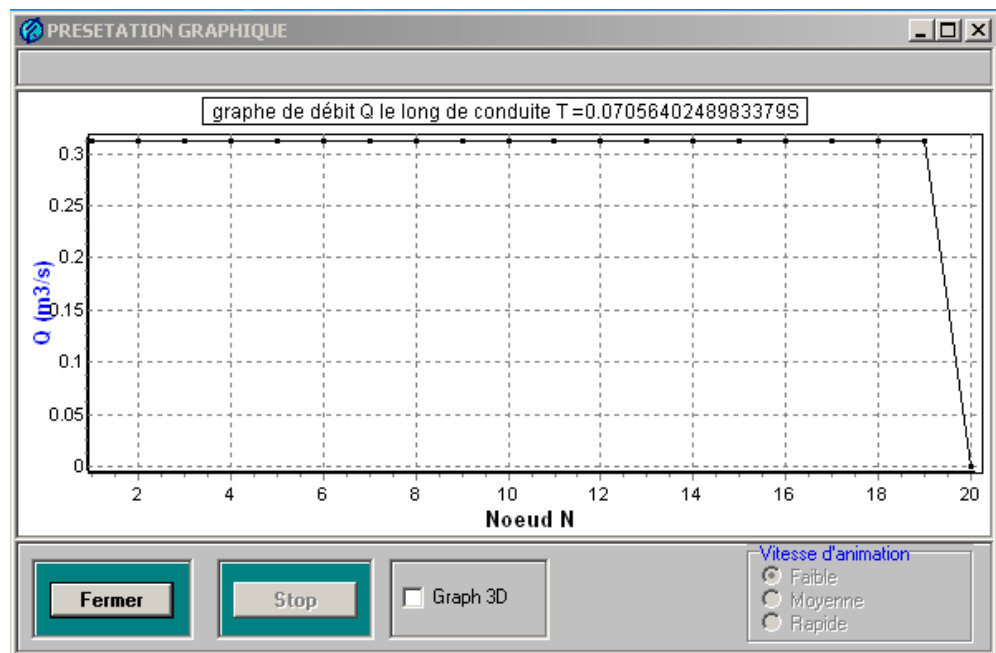 PRESETATION GRAPHIQUE
graphe de débit Q le long de conduite T=0.0705640248983379S
0.3
0.25
0.2
0.15
0.1
0.05
0
Q (m3/s)
2 4 6 8 10 12 14 16 18 20
Noeud N
Fermer
Stop
Graph 3D
Vitesse d'animation
Faible
Moyenne
Rapide